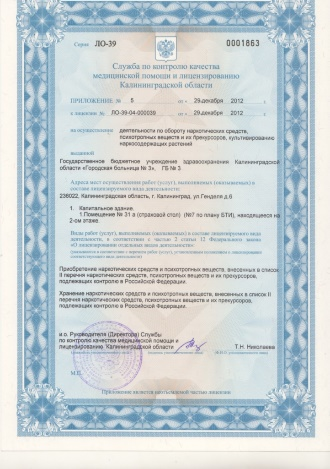 Серия ЛО-39
0001863
Служба по контролю качества
медицинской помощи и лицензированию
Калининградской области
ПРИЛОЖЕНИЕ № 5 от « 29.декабря 2012 »
к лицензии № ЛО-39-04-000039 от « 29.декабря 2012 »
на осуществление деятельности по обороту наркотических средств,
психотропных веществ и их прекурсоров, культивированию
наркосодержащих растений
выданной
Государственное бюджетное учреждение здравоохранения Калининградской
области «Городская больница № 3», ГБ № 3
Адреса мест осуществления работ (услуг), выполняемых (оказываемых) в
составе лицензируемого вида деятельности:
236022, Калининградская область, г. Калининград, ул.Генделя д.6
1. Капитальное здание.
1.Помещение № 31 а (страховой стол) (№7 по плану БТИ), находящееся на
2-ом этаже.
Виды работ (услуг), выполняемых (оказываемых) в составе лицензируемого вида
деятельности, в соответствии с частью 2 статьи 12 Федерального закона
«О лицензировании отдельных видов деятельности»:
Приобретение наркотических средств и психотропных веществ, внесенных в список
II перечня наркотических средств, психотропных веществ и их прекурсоров,
подлежащих контролю в Российской Федерации.
Хранение наркотических средств и психотропных веществ, внесенных в список II
перечня наркотических средств, психотропных веществ и их прекурсоров,
подлежащих контролю в Российской Федерации.
и.о. Руководителя (Директора) Службы
по контролю качества медицинской помощи и
лицензированию Калининградской области
Т.Н. Николаева
М.П.
Приложение является неотъемлемой частью лицензии